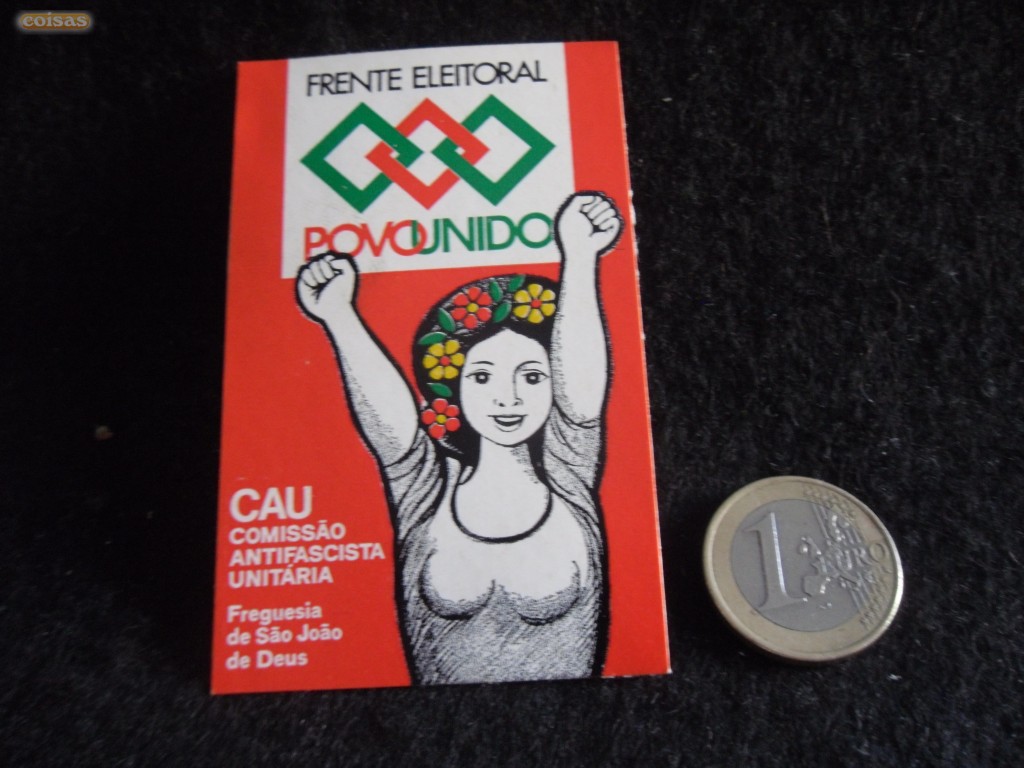 coisas
FRENTE ELEITORAL
POVO UNIDO
CAU
COMISSÃO
ANTIFASCISTA
UNITÁRIA
Freguesia
de São João
de Deus
1
EURO